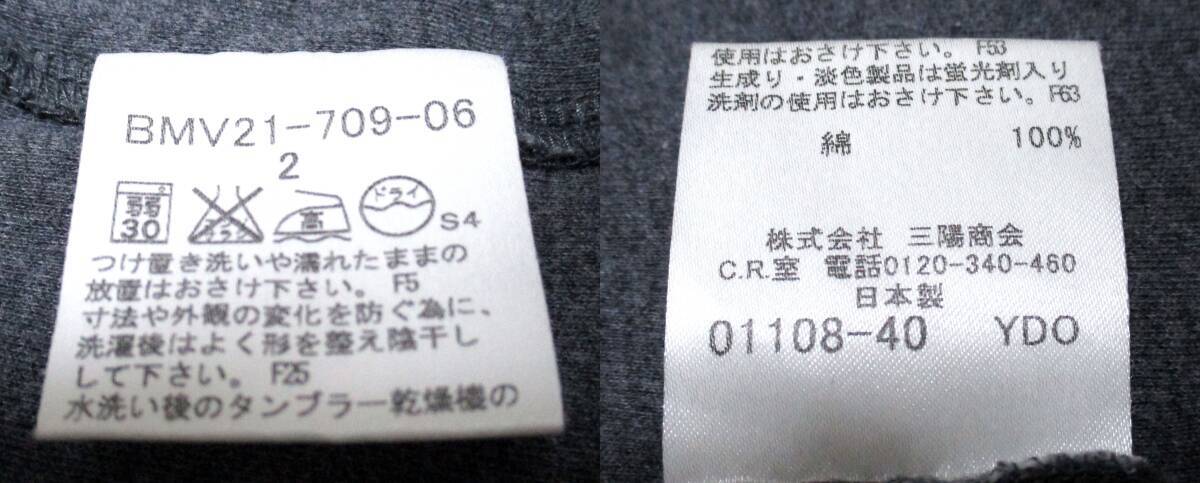 BMV21-709-06
2
弱
30
エンソ
サラシ
高
ドライ
S4
つけ置き洗いや濡れたままの
放置はおさけ下さい。 F5
寸法や外観の変化を防ぐ為に、
洗濯後はよく形を整え陰干し
して下さい。 F25
水洗い後のタンブラー乾燥機の
使用はおさけ下さい。 F53
生成り・淡色製品は蛍光剤入り
洗剤の使用はおさけ下さい。 F63
綿 100%
株式会社 三陽商会
C.R.室 電話0120-340-460
日本製
01108-40 YDO